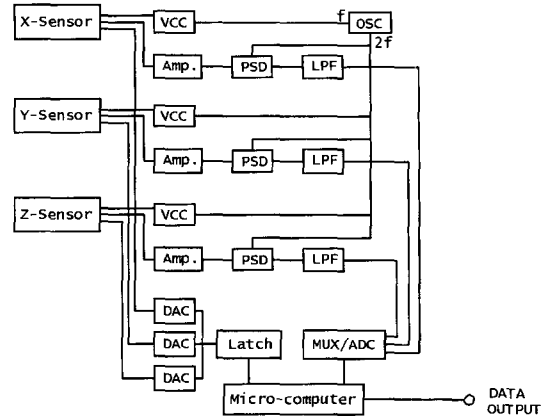 X-Sensor
VCC
f
OSC
2f
Amp.
PSD
LPF
Y-Sensor
VCC
Amp.
PSD
LPF
Z-Sensor
VCC
Amp.
PSD
LPF
DAC
DAC
Latch
MUX/ADC
DAC
Micro-computer
DATA
OUTPUT